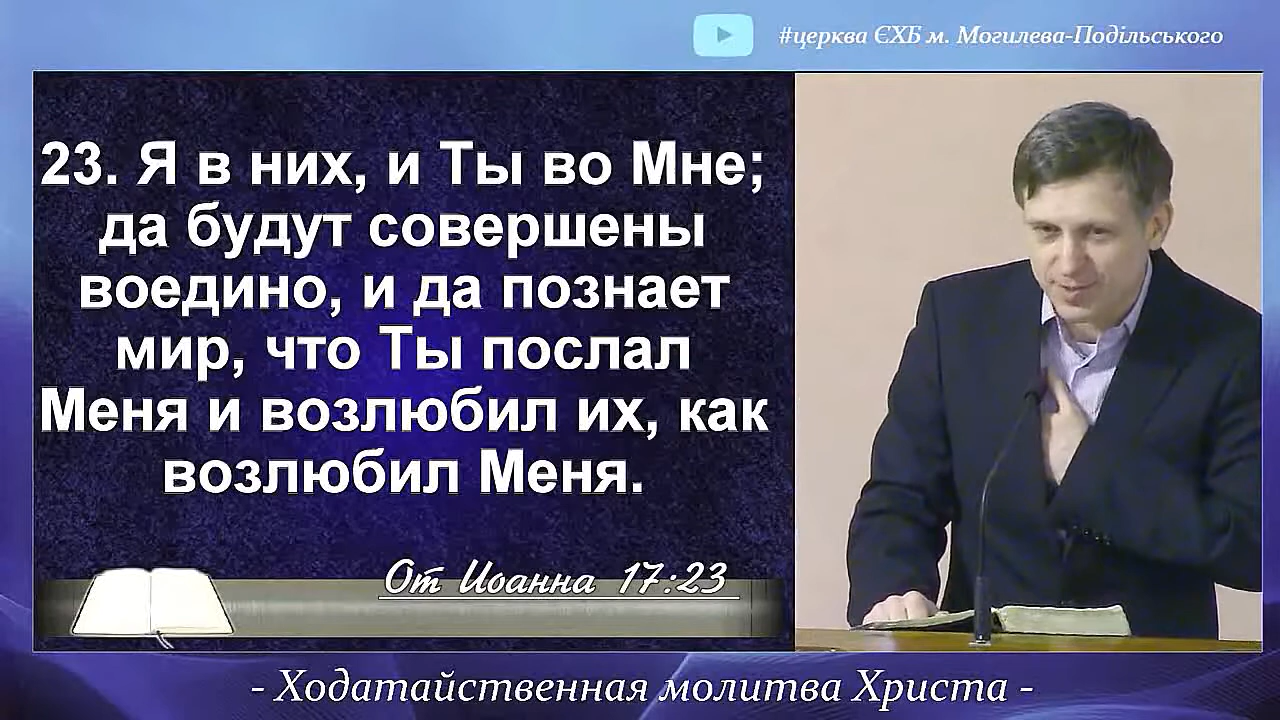 #церква ЄХБ м. Могилева-Подільського
23. Я в них, и Ты во Мне;
да будут совершены
воедино, и да познает
мир, что Ты послал
Меня и возлюбил их, как
возлюбил Меня.
От Иоанна 17:23
- Ходатайственная молитва Христа -